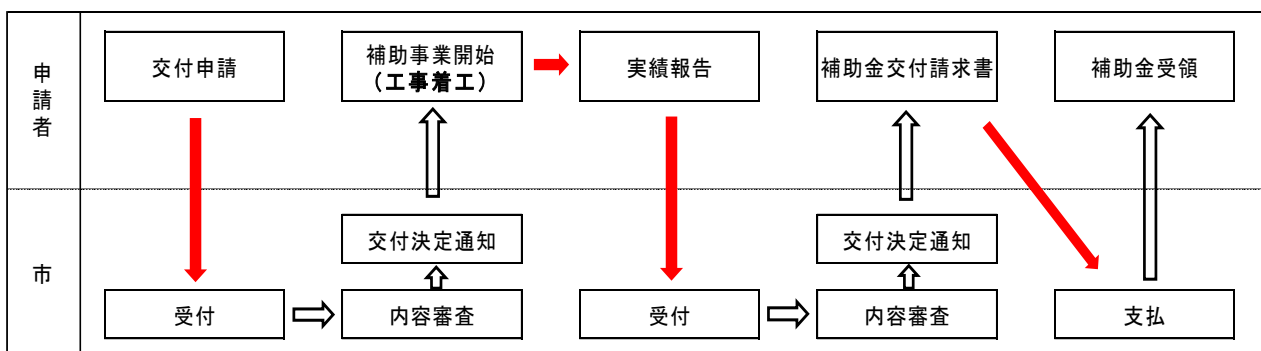 申請者
交付申請
補助事業開始
（工事着工）
実績報告
補助金交付請求書
補助金受領
市
交付決定通知
交付決定通知
受付
内容審査
受付
内容審査
支払